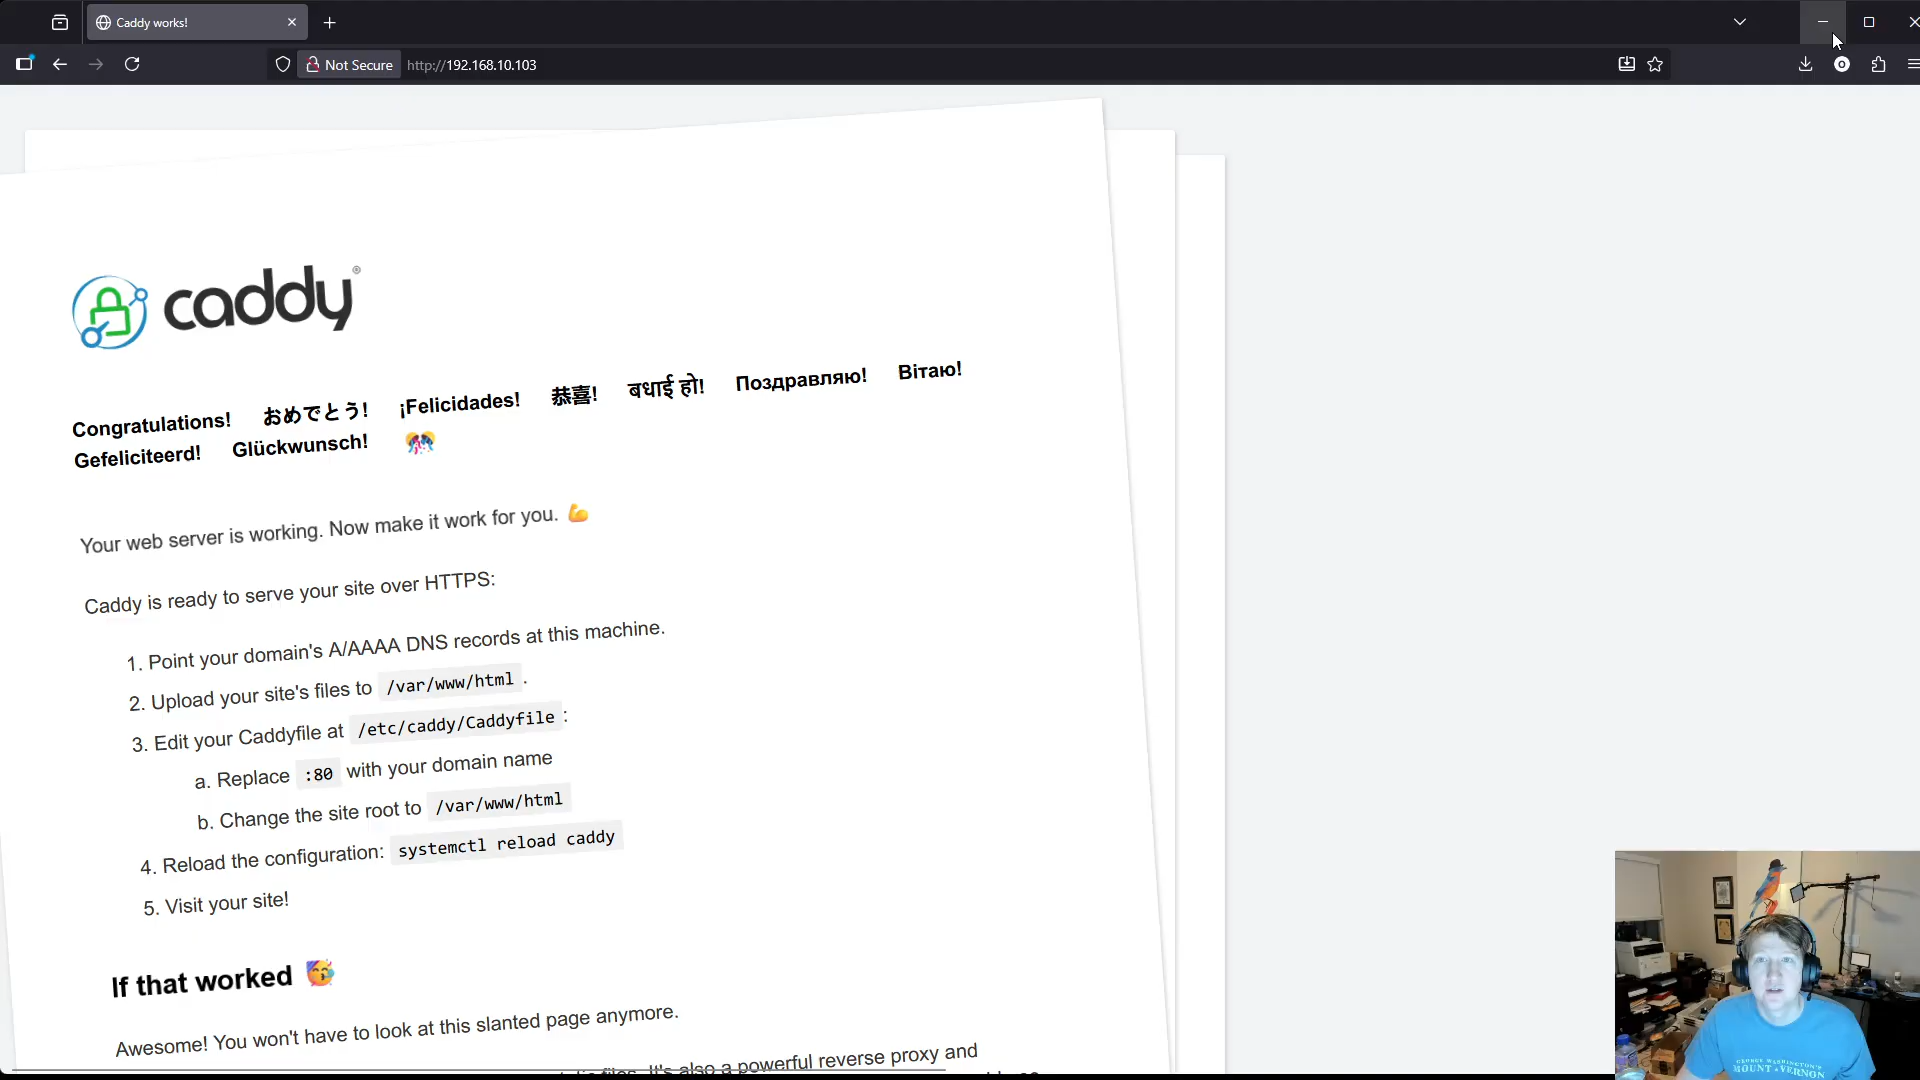 Caddy works!
Not Secure http://192.168.10.103
caddy®
Congratulations! おめでとう! ¡Felicidades! 恭喜! बधाई हो! Поздравляю! Вітаю!
Gefeliciteerd! Glückwunsch! 🎊
Your web server is working. Now make it work for you. 💪
Caddy is ready to serve your site over HTTPS:
1. Point your domain's A/AAAA DNS records at this machine.
2. Upload your site's files to /var/www/html.
3. Edit your Caddyfile at /etc/caddy/Caddyfile:
a. Replace :80 with your domain name
b. Change the site root to /var/www/html
4. Reload the configuration: systemctl reload caddy
5. Visit your site!
If that worked 🥳
Awesome! You won't have to look at this slanted page anymore.
files. It's also a powerful reverse proxy and
GEORGE WASHINGTON'S
MOUNT VERNON